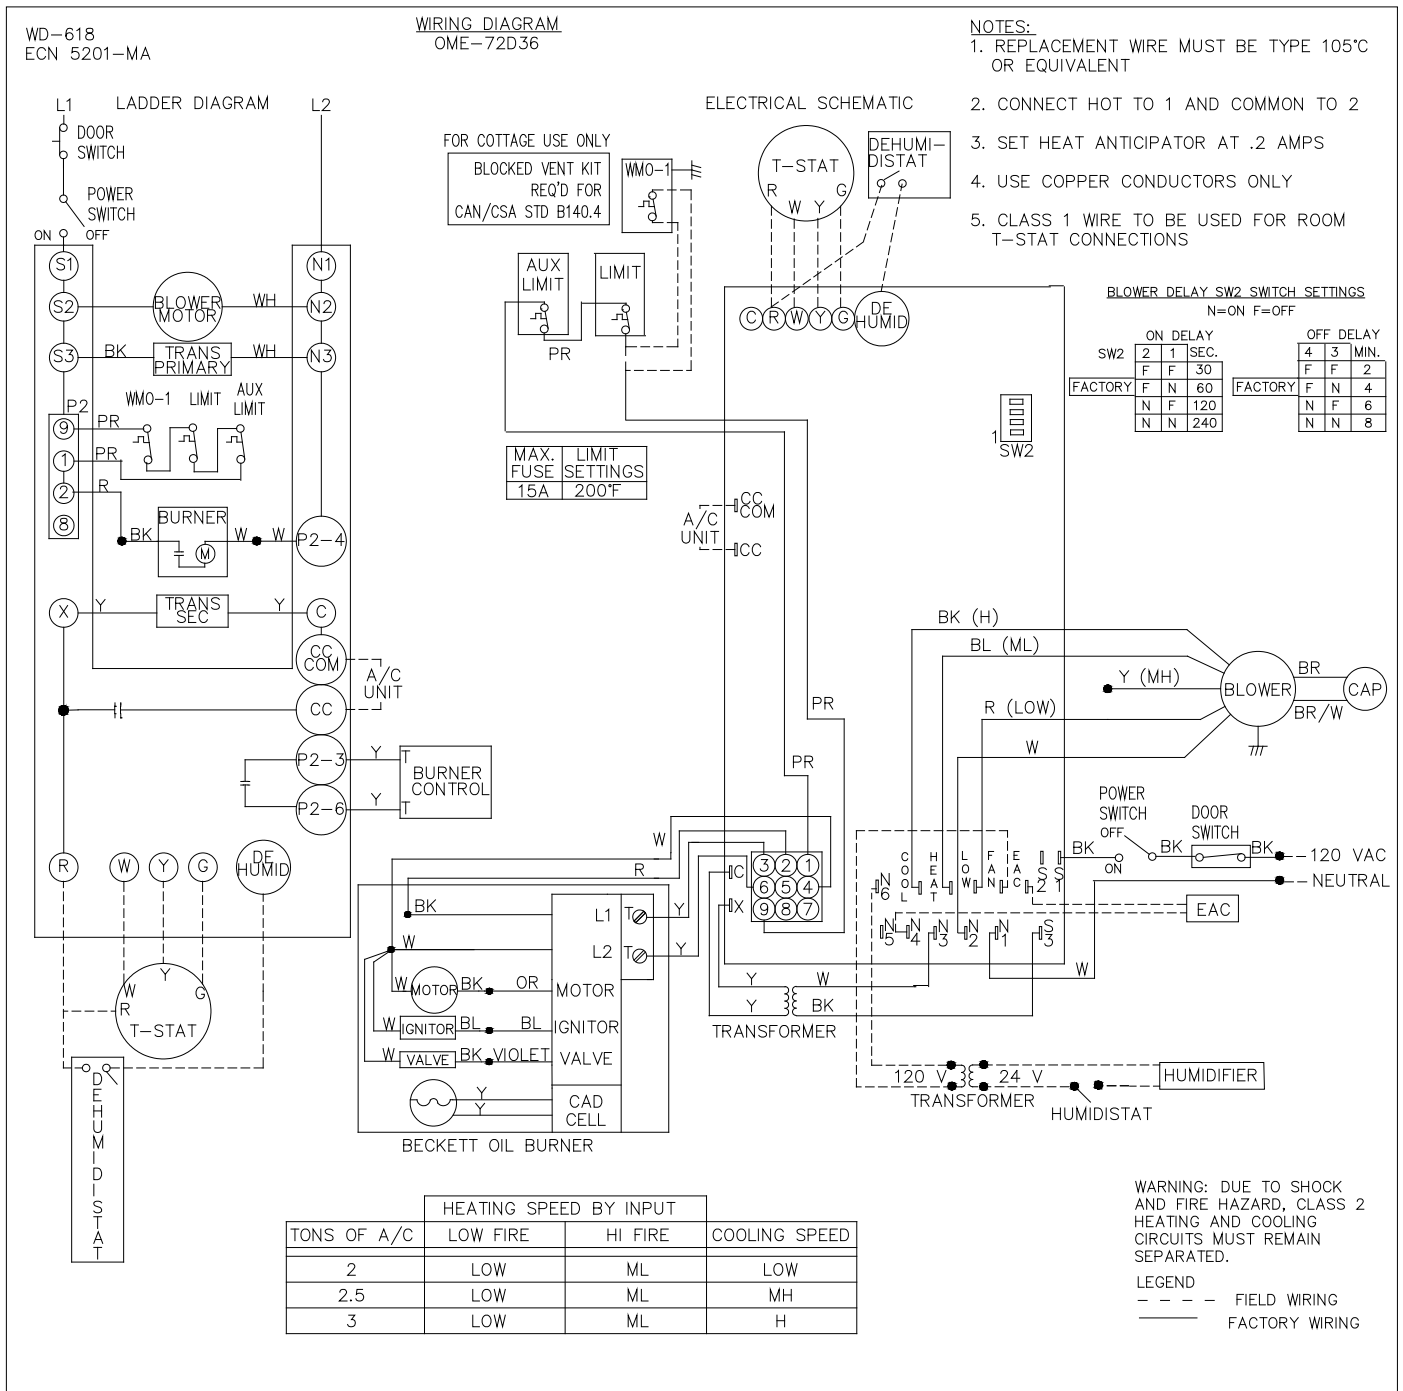 WD-618
ECN 5201-MA
WIRING DIAGRAM
OME-72D36
NOTES:
1. REPLACEMENT WIRE MUST BE TYPE 105°C
OR EQUIVALENT
2. CONNECT HOT TO 1 AND COMMON TO 2
3. SET HEAT ANTICIPATOR AT .2 AMPS
4. USE COPPER CONDUCTORS ONLY
5. CLASS 1 WIRE TO BE USED FOR ROOM
T-STAT CONNECTIONS
L1 LADDER DIAGRAM L2
DOOR
SWITCH
POWER
SWITCH
ON OFF
S1 N1
S2 BLOWER
MOTOR WH N2
S3 BK TRANS
PRIMARY WH N3
P2
WMO-1 LIMIT AUX
LIMIT
9 PR
1 PR
2 R
8
BURNER
BK M W W P2-4
X Y TRANS
SEC Y C
CC
COM
A/C
UNIT
CC
P2-3 Y T
BURNER
CONTROL
P2-6 Y T
R W Y G DE
HUMID
W Y G
R
T-STAT
DEHUMIDISTAT
ELECTRICAL SCHEMATIC
FOR COTTAGE USE ONLY
BLOCKED VENT KIT
REQ'D FOR
CAN/CSA STD B140.4
WMO-1
T-STAT
R W Y G
DEHUMI-
DISTAT
AUX
LIMIT
LIMIT
PR
C R W Y G DE
HUMID
BLOWER DELAY SW2 SWITCH SETTINGS
N=ON F=OFF
ON DELAY
SW2 2 1 SEC.
F F 30
FACTORY F N 60
N F 120
N N 240
OFF DELAY
4 3 MIN.
F F 2
FACTORY F N 4
N F 6
N N 8
1
SW2
MAX.
FUSE LIMIT
SETTINGS
15A 200°F
CC
COM
A/C
UNIT
CC
BK (H)
BL (ML)
Y (MH)
R (LOW)
W
BLOWER
BR
BR/W
CAP
PR
PR
POWER
SWITCH
OFF
ON
DOOR
SWITCH
BK BK BK 120 VAC
NEUTRAL
EAC
W
W
R
3 2 1
6 5 4
9 8 7
C
X
N6 COOL HEAT LOW FAN EAC S2 S1
N5 N4 N3 N2 N1 S3
BK
W
L1 T Y
L2 T Y
W MOTOR BK OR MOTOR
W IGNITOR BL BL IGNITOR
W VALVE BK VIOLET VALVE
Y
Y
CAD
CELL
BECKETT OIL BURNER
Y W
Y BK
TRANSFORMER
120 V 24 V
TRANSFORMER
HUMIDISTAT
HUMIDIFIER
HEATING SPEED BY INPUT
TONS OF A/C LOW FIRE HI FIRE COOLING SPEED
2 LOW ML LOW
2.5 LOW ML MH
3 LOW ML H
WARNING: DUE TO SHOCK
AND FIRE HAZARD, CLASS 2
HEATING AND COOLING
CIRCUITS MUST REMAIN
SEPARATED.
LEGEND
FIELD WIRING
FACTORY WIRING